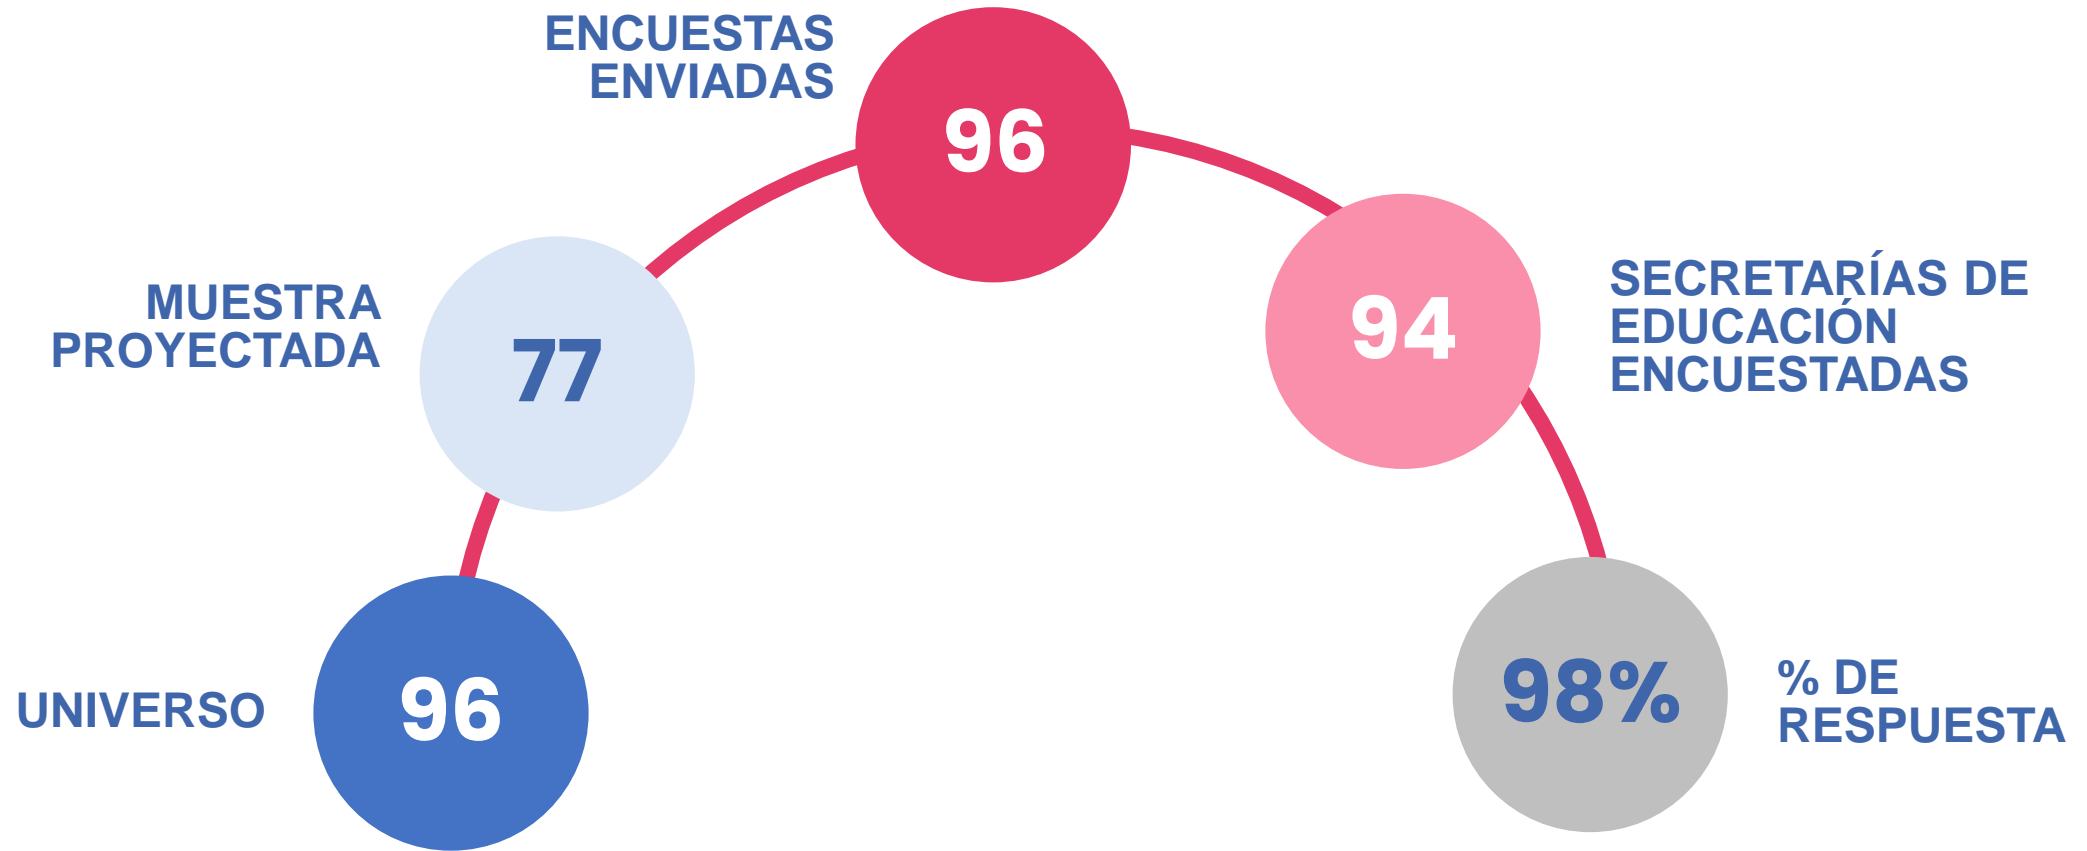 UNIVERSO
96
MUESTRA
PROYECTADA
77
ENCUESTAS
ENVIADAS
96
94
SECRETARÍAS DE
EDUCACIÓN
ENCUESTADAS
98%
% DE
RESPUESTA